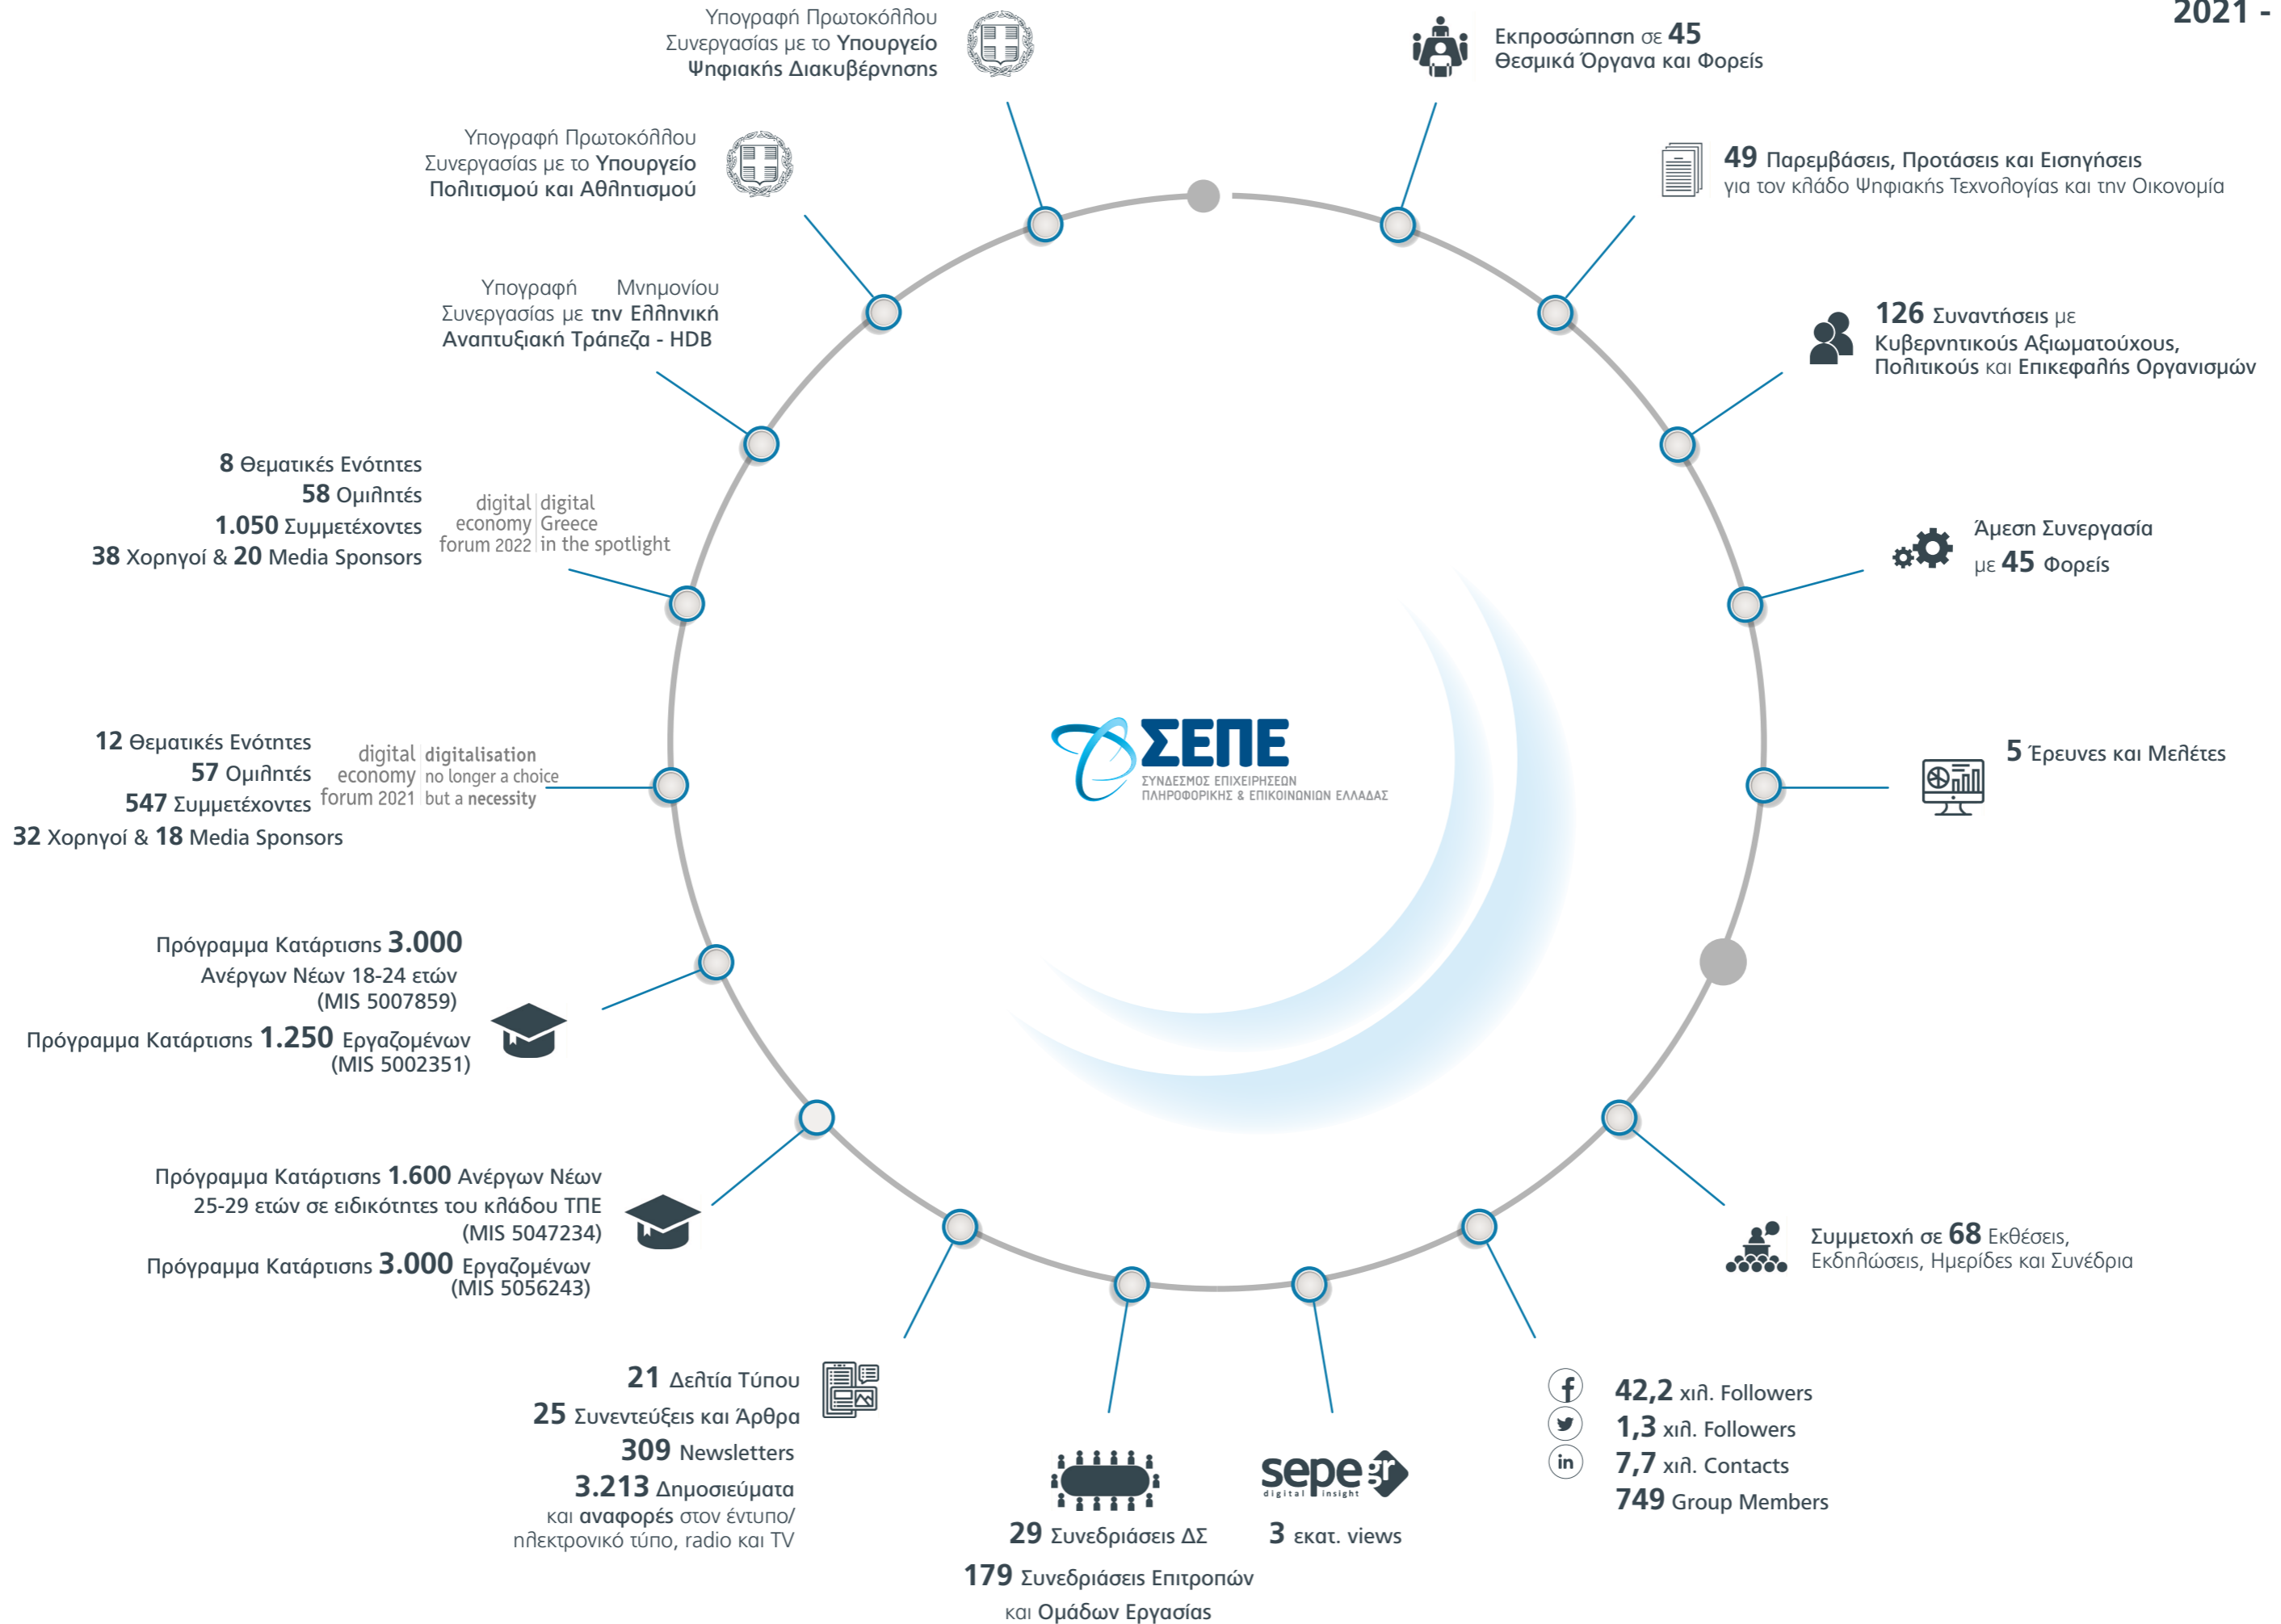 2021 -
Υπογραφή Πρωτοκόλλου
Συνεργασίας με το Υπουργείο
Ψηφιακής Διακυβέρνησης
Εκπροσώπηση σε 45
Θεσμικά Όργανα και Φορείς
Υπογραφή Πρωτοκόλλου
Συνεργασίας με το Υπουργείο
Πολιτισμού και Αθλητισμού
49 Παρεμβάσεις, Προτάσεις και Εισηγήσεις
για τον κλάδο Ψηφιακής Τεχνολογίας και την Οικονομία
Υπογραφή Μνημονίου
Συνεργασίας με την Ελληνική
Αναπτυξιακή Τράπεζα - HDB
126 Συναντήσεις με
Κυβερνητικούς Αξιωματούχους,
Πολιτικούς και Επικεφαλής Οργανισμών
8 Θεματικές Ενότητες
58 Ομιλητές
1.050 Συμμετέχοντες
38 Χορηγοί & 20 Media Sponsors
digital digital
economy Greece
forum 2022 in the spotlight
Άμεση Συνεργασία
με 45 Φορείς
12 Θεματικές Ενότητες
57 Ομιλητές
547 Συμμετέχοντες
32 Χορηγοί & 18 Media Sponsors
digital digitalisation
economy no longer a choice
forum 2021 but a necessity
ΣΕΠΕ
ΣΥΝΔΕΣΜΟΣ ΕΠΙΧΕΙΡΗΣΕΩΝ
ΠΛΗΡΟΦΟΡΙΚΗΣ & ΕΠΙΚΟΙΝΩΝΙΩΝ ΕΛΛΑΔΑΣ
5 Έρευνες και Μελέτες
Πρόγραμμα Κατάρτισης 3.000
Ανέργων Νέων 18-24 ετών
(MIS 5007859)
Πρόγραμμα Κατάρτισης 1.250 Εργαζομένων
(MIS 5002351)
Πρόγραμμα Κατάρτισης 1.600 Ανέργων Νέων
25-29 ετών σε ειδικότητες του κλάδου ΤΠΕ
(MIS 5047234)
Πρόγραμμα Κατάρτισης 3.000 Εργαζομένων
(MIS 5056243)
Συμμετοχή σε 68 Εκθέσεις,
Εκδηλώσεις, Ημερίδες και Συνέδρια
21 Δελτία Τύπου
25 Συνεντεύξεις και Άρθρα
309 Newsletters
3.213 Δημοσιεύματα
και αναφορές στον έντυπο/
ηλεκτρονικό τύπο, radio και TV
29 Συνεδριάσεις ΔΣ
179 Συνεδριάσεις Επιτροπών
και Ομάδων Εργασίας
sepe gr
digital insight
3 εκατ. views
f 42,2 χιλ. Followers
1,3 χιλ. Followers
in 7,7 χιλ. Contacts
749 Group Members